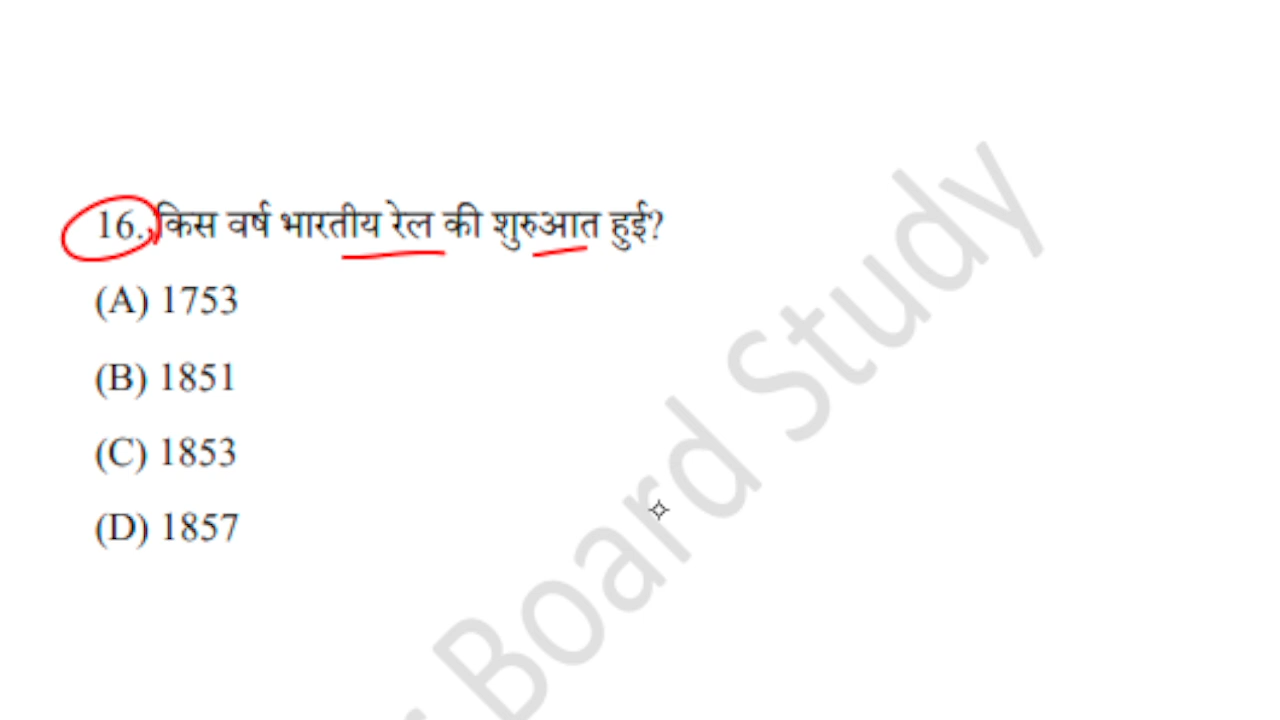 16. किस वर्ष भारतीय रेल की शुरुआत हुई?
(A) 1753
(B) 1851
(C) 1853
(D) 1857
Board Study